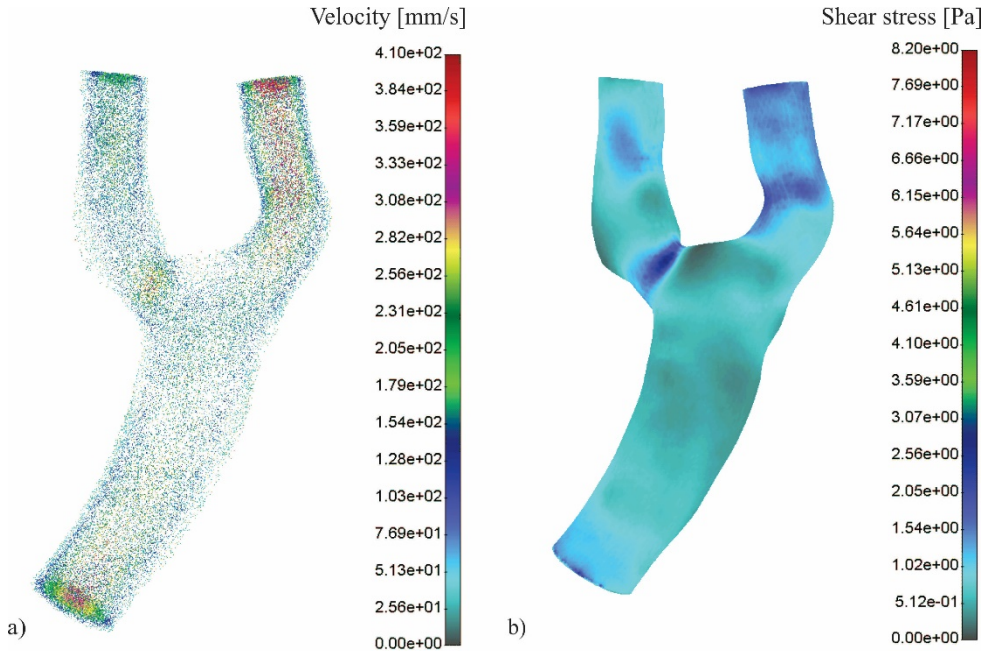 Velocity [mm/s]
4.10e+02
3.84e+02
3.59e+02
3.33e+02
3.08e+02
2.82e+02
2.56e+02
2.31e+02
2.05e+02
1.79e+02
1.54e+02
1.28e+02
1.03e+02
7.69e+01
5.13e+01
2.56e+01
0.00e+00
a)
Shear stress [Pa]
8.20e+00
7.69e+00
7.17e+00
6.66e+00
6.15e+00
5.64e+00
5.13e+00
4.61e+00
4.10e+00
3.59e+00
3.07e+00
2.56e+00
2.05e+00
1.54e+00
1.02e+00
5.12e-01
0.00e+00
b)